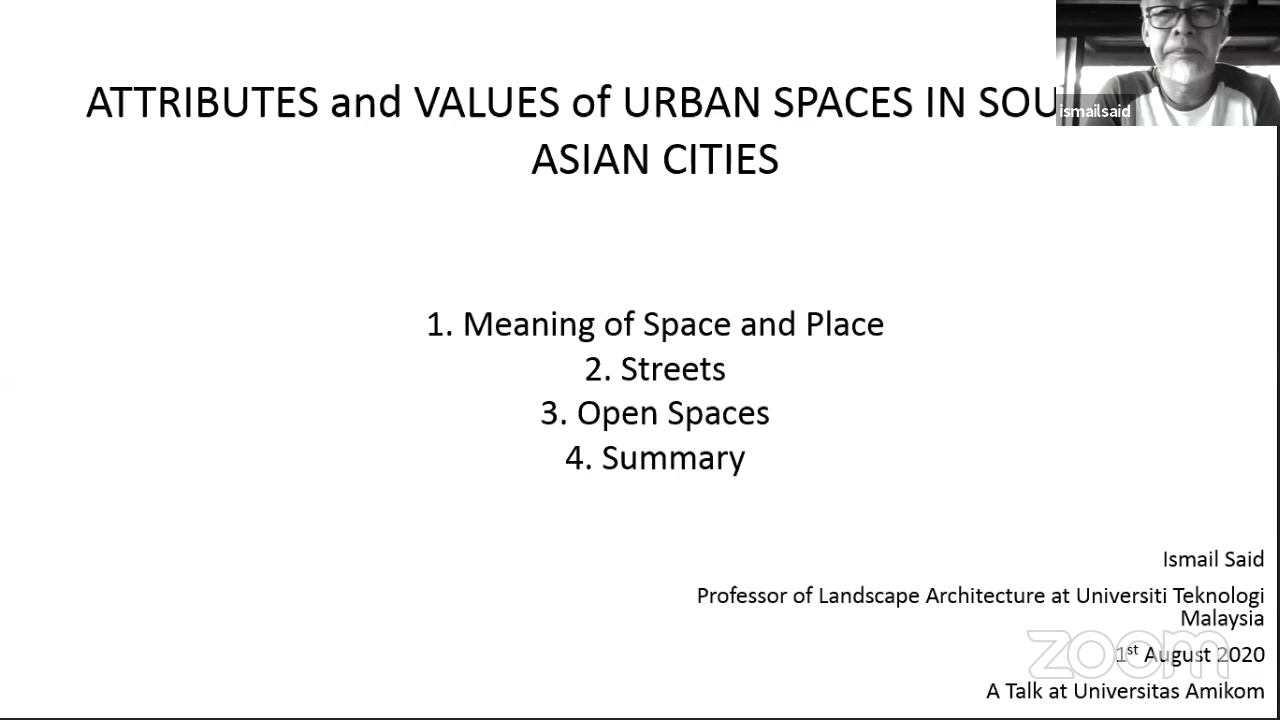 ATTRIBUTES and VALUES of URBAN SPACES IN SOU
ASIAN CITIES
ismailsaid
1. Meaning of Space and Place
2. Streets
3. Open Spaces
4. Summary
Ismail Said
Professor of Landscape Architecture at Universiti Teknologi
Malaysia
zoom
1st August 2020
A Talk at Universitas Amikom